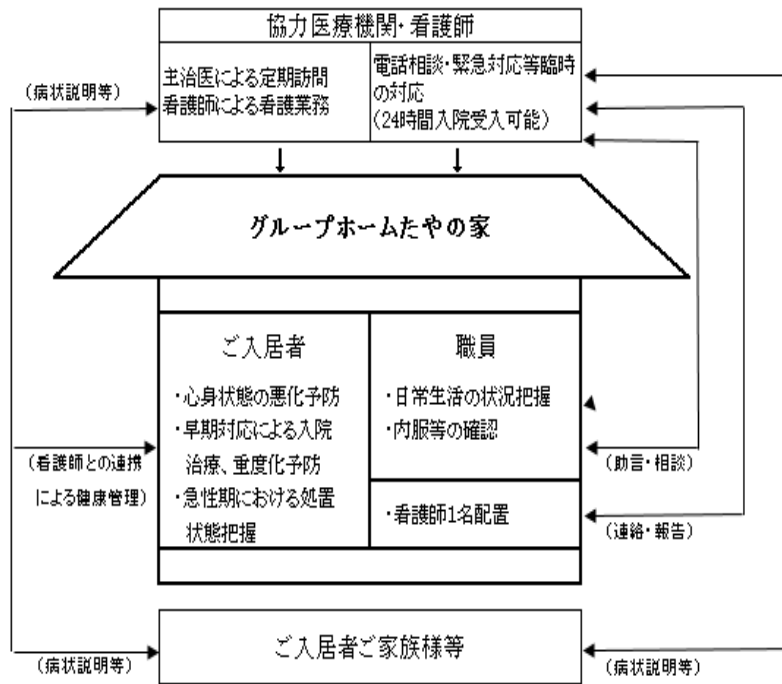 協力医療機関・看護師
主治医による定期訪問
看護師による看護業務
電話相談・緊急対応等臨時
の対応
(24時間入院受入可能)
(病状説明等)
グループホームたやの家
ご入居者
・心身状態の悪化予防
・早期対応による入院
治療、重度化予防
・急性期における処置
状態把握
職員
・日常生活の状況把握
・内服等の確認
・看護師1名配置
(看護師との連携
による健康管理)
(助言・相談)
(連絡・報告)
ご入居者ご家族様等
(病状説明等)
(病状説明等)